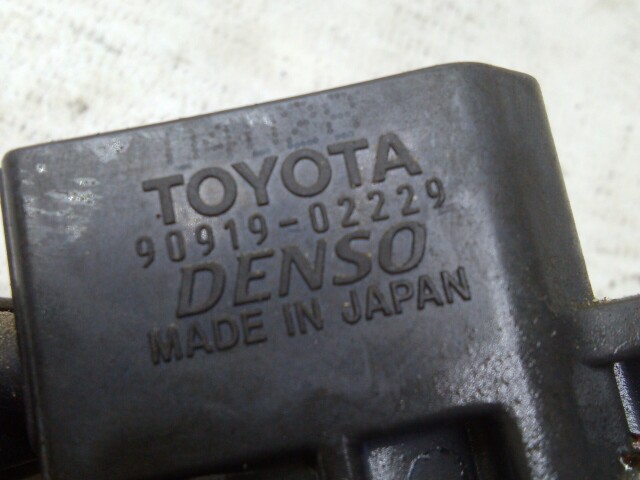 TOYOTA
90919-02229
DENSO
MADE IN JAPAN